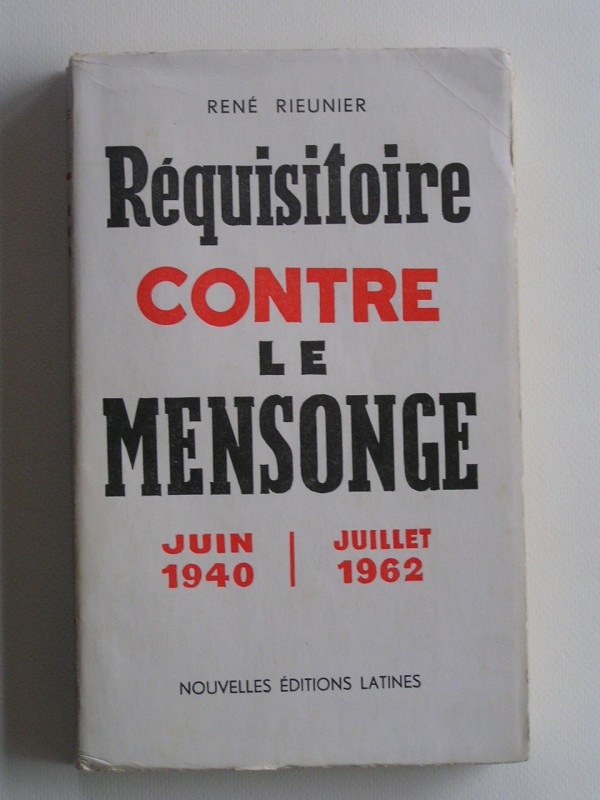 RENÉ RIEUNIER
Réquisitoire
CONTRE
LE
MENSONGE
JUIN 1940 | JUILLET 1962
NOUVELLES ÉDITIONS LATINES